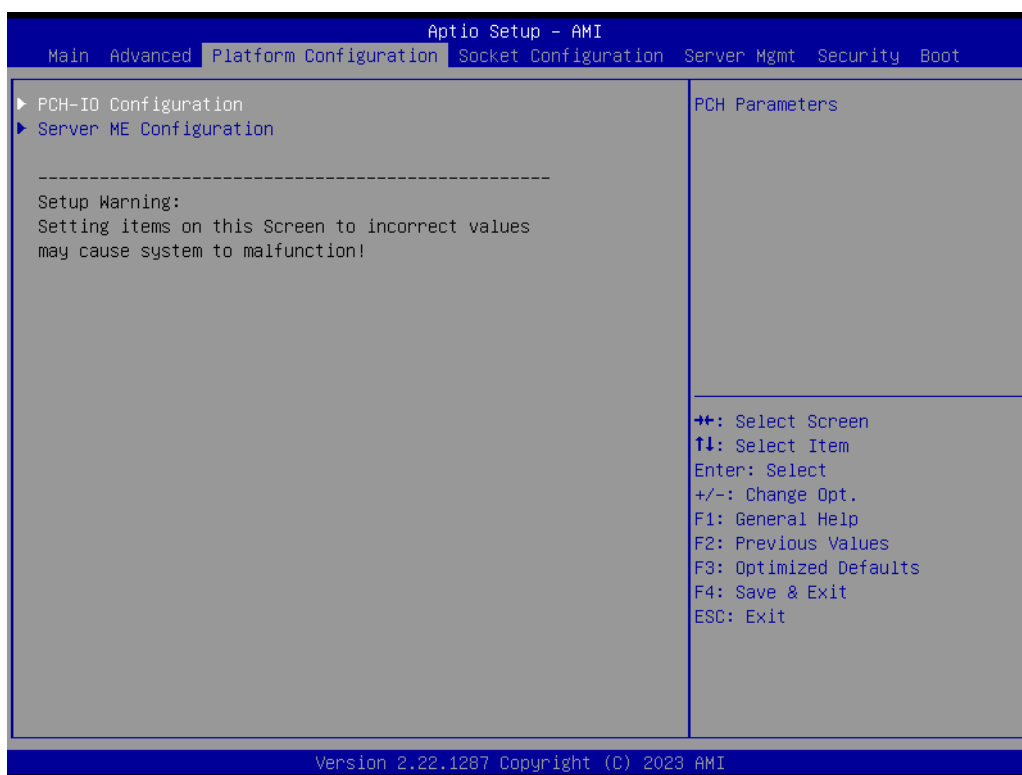 Aptio Setup – AMI
Main Advanced Platform Configuration Socket Configuration Server Mgmt Security Boot
▶ PCH-IO Configuration
▶ Server ME Configuration
--------------------------------------------------
Setup Warning:
Setting items on this Screen to incorrect values
may cause system to malfunction!
PCH Parameters
→←: Select Screen
↑↓: Select Item
Enter: Select
+/-: Change Opt.
F1: General Help
F2: Previous Values
F3: Optimized Defaults
F4: Save & Exit
ESC: Exit
Version 2.22.1287 Copyright (C) 2023 AMI